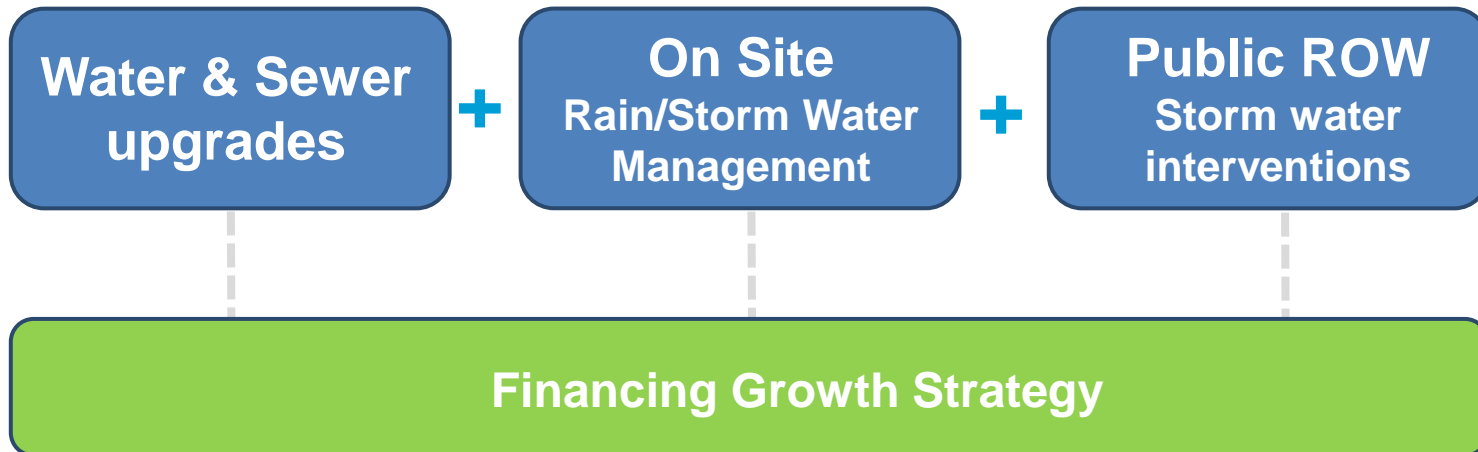 Water & Sewer
upgrades
+
On Site
Rain/Storm Water
Management
+
Public ROW
Storm water
interventions
Financing Growth Strategy